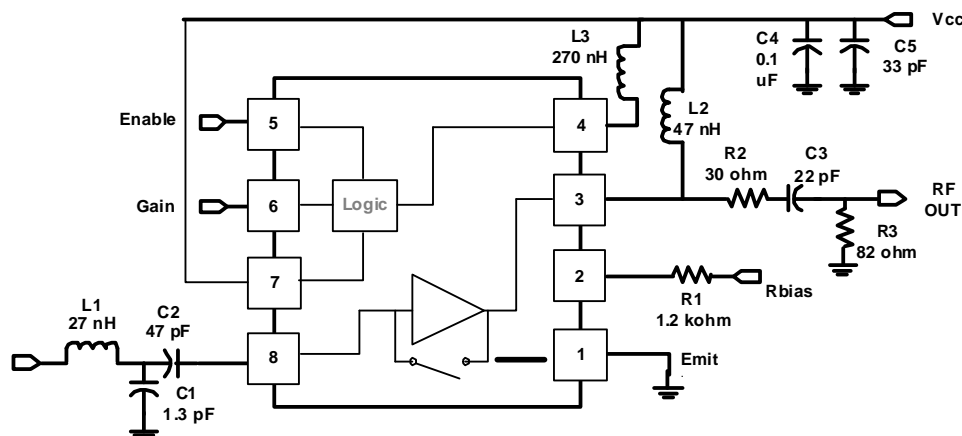 Vcc
L3
270 nH
C4
0.1
uF
C5
33 pF
Enable
5
4
L2
47 nH
R2
30 ohm
C3
22 pF
Gain
6
Logic
3
RF
OUT
R3
82 ohm
7
2
R1
1.2 kohm
Rbias
L1
27 nH
C2
47 pF
8
1
Emit
C1
1.3 pF